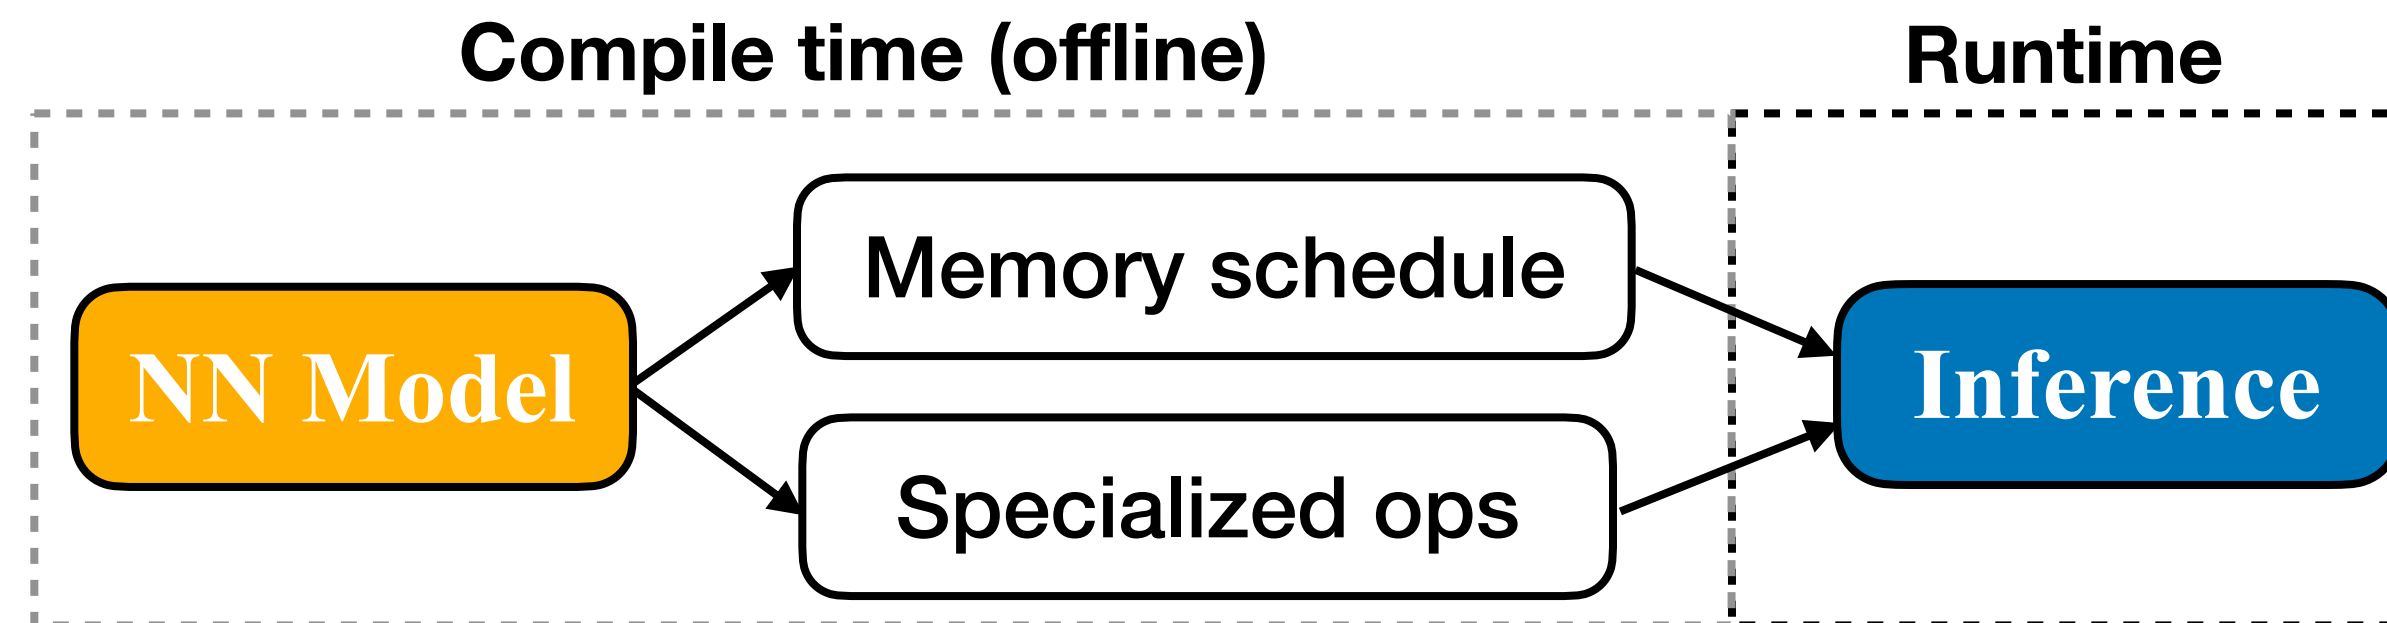 Compile time (offline)
Runtime
Memory schedule
NN Model
Inference
Specialized ops